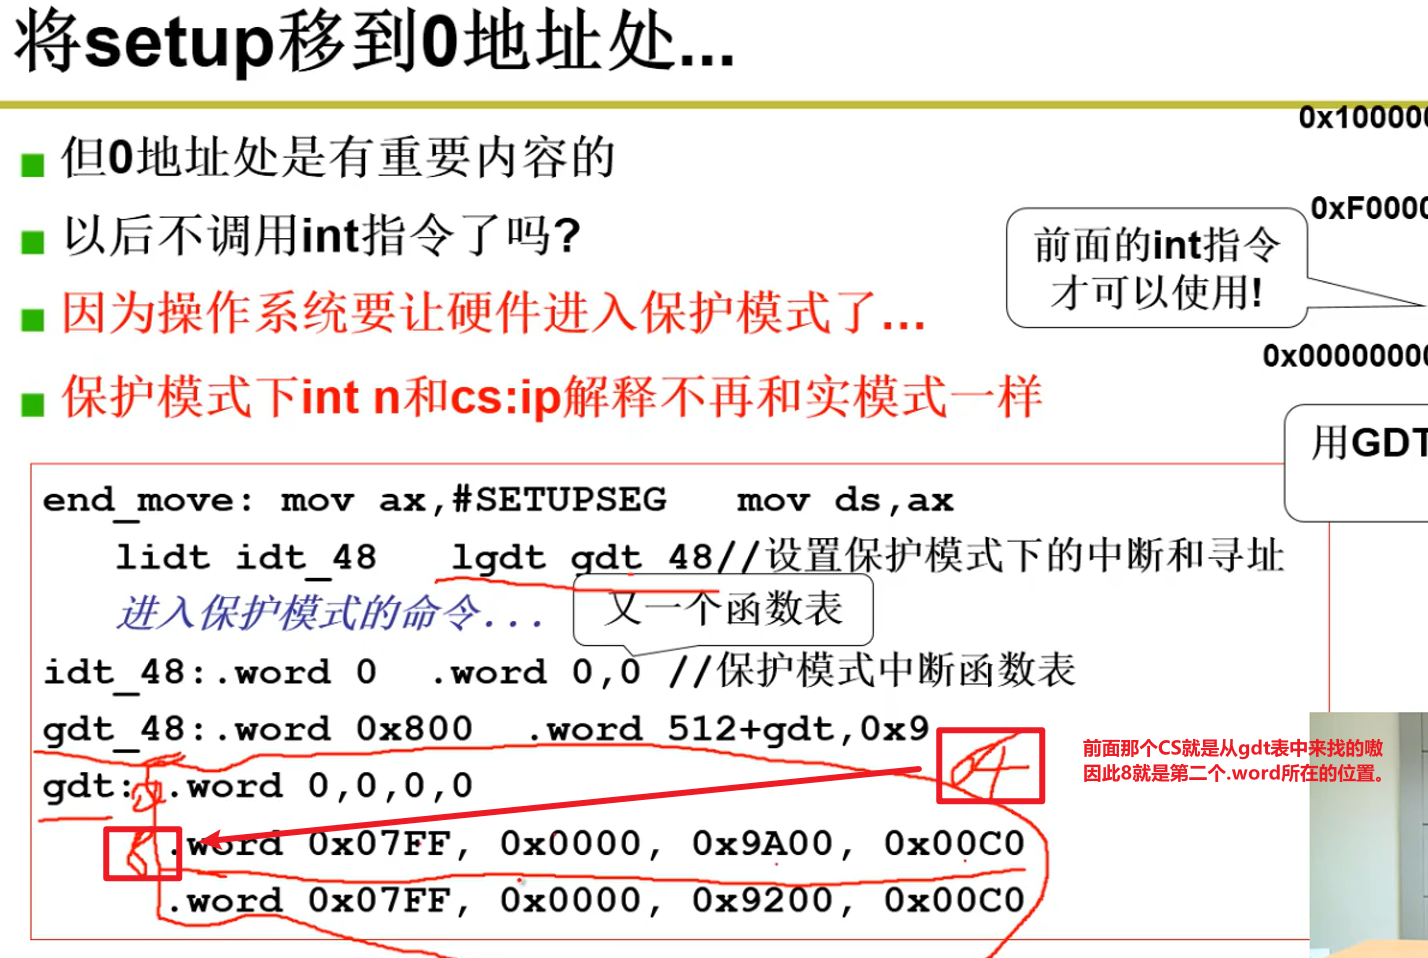 将setup移到0地址处...
0x100000
但0地址处是有重要内容的
0xF0000
以后不调用int指令了吗?
前面的int指令
才可以使用!
因为操作系统要让硬件进入保护模式了...
0x00000000
保护模式下int n和cs:ip解释不再和实模式一样
用GDT
end_move: mov ax,#SETUPSEG mov ds,ax
lidt idt_48 lgdt gdt_48//设置保护模式下的中断和寻址
进入保护模式的命令...
又一个函数表
idt_48:.word 0 .word 0,0 //保护模式中断函数表
gdt_48:.word 0x800 .word 512+gdt,0x9
前面那个CS就是从gdt表中来找的嗷
因此8就是第二个.word所在的位置。
gdt: .word 0,0,0,0
8 .word 0x07FF, 0x0000, 0x9A00, 0x00C0
.word 0x07FF, 0x0000, 0x9200, 0x00C0